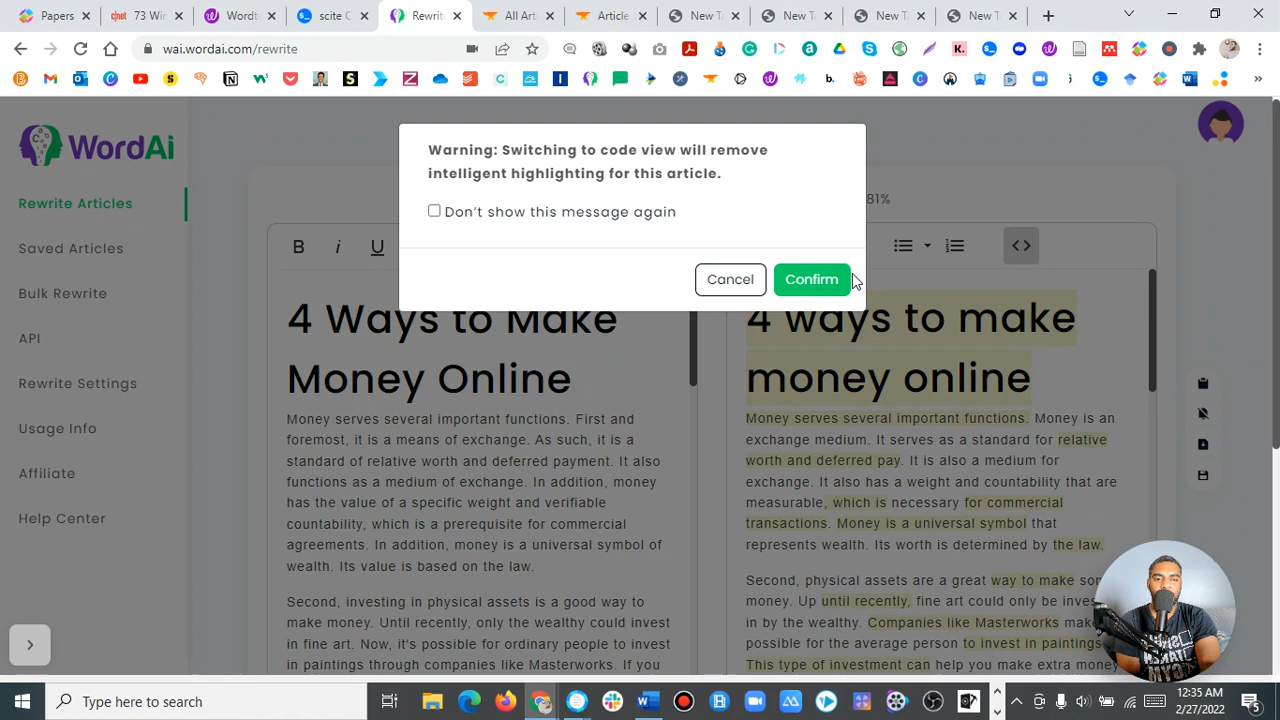 Papers
c|net
73 Wi
Wordt
scite
Rewrit
All Art
Article
New T
New T
New T
New T
wai.wordai.com/rewrite
WordAi
Rewrite Articles
Saved Articles
Bulk Rewrite
API
Rewrite Settings
Usage Info
Affiliate
Help Center
Warning: Switching to code view will remove
intelligent highlighting for this article.
Don't show this message again
Cancel
Confirm
81%
B i U
4 Ways to Make
Money Online
Money serves several important functions. First and
foremost, it is a means of exchange. As such, it is a
standard of relative worth and deferred payment. It also
functions as a medium of exchange. In addition, money
has the value of a specific weight and verifiable
countability, which is a prerequisite for commercial
agreements. In addition, money is a universal symbol of
wealth. Its value is based on the law.
Second, investing in physical assets is a good way to
make money. Until recently, only the wealthy could invest
in fine art. Now, it's possible for ordinary people to invest
in paintings through companies like Masterworks. If you
4 ways to make
money online
Money serves several important functions. Money is an
exchange medium. It serves as a standard for relative
worth and deferred pay. It is also a medium for
exchange. It also has a weight and countability that are
measurable, which is necessary for commercial
transactions. Money is a universal symbol that
represents wealth. Its worth is determined by the law.
Second, physical assets are a great way to make so
money. Up until recently, fine art could only be inves
in by the wealthy. Companies like Masterworks mak
possible for the average person to invest in paintings
This type of investment can help you make extra money
Type here to search
12:35 AM
2/27/2022
5